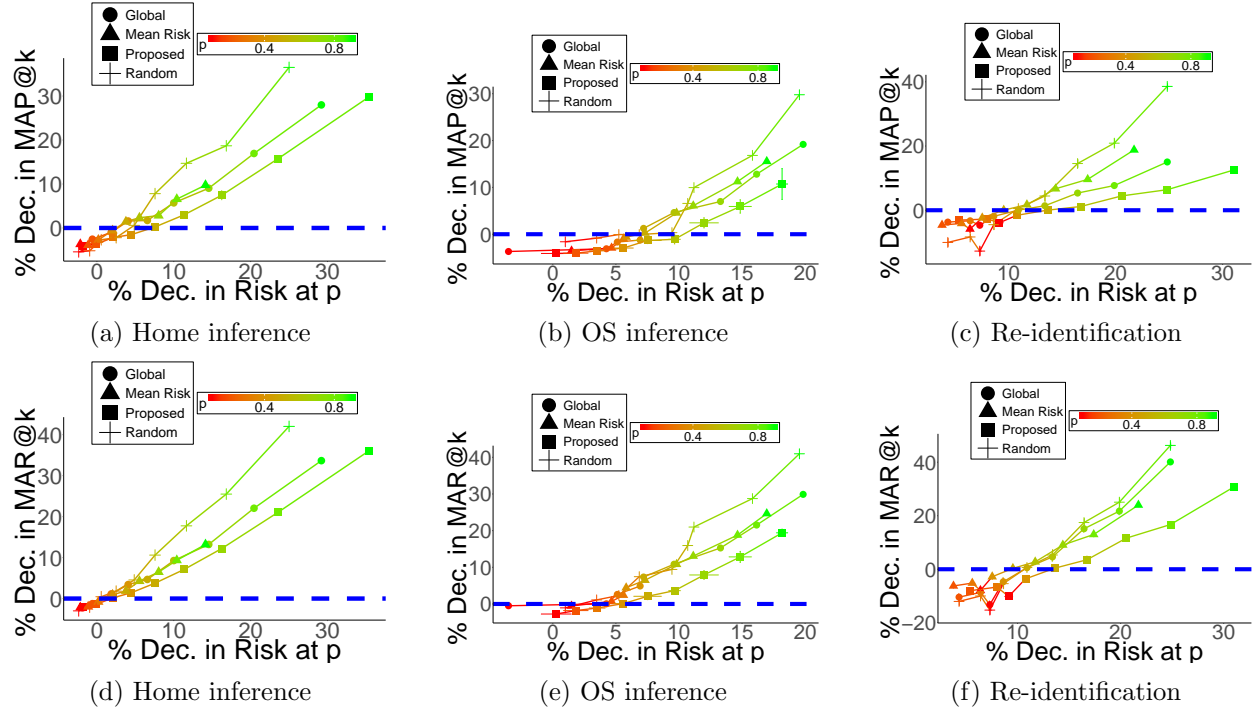 Global
Mean Risk
Proposed
Random
p
0.4
0.8
% Dec. in MAP@k
30
20
10
0
0
10
20
30
% Dec. in Risk at p
(a) Home inference
Global
Mean Risk
Proposed
Random
p
0.4
0.8
% Dec. in MAP@k
30
20
10
0
0
5
10
15
20
% Dec. in Risk at p
(b) OS inference
Global
Mean Risk
Proposed
Random
p
0.4
0.8
% Dec. in MAP@k
40
20
0
10
20
30
% Dec. in Risk at p
(c) Re-identification
Global
Mean Risk
Proposed
Random
p
0.4
0.8
% Dec. in MAR@k
40
30
20
10
0
0
10
20
30
% Dec. in Risk at p
(d) Home inference
Global
Mean Risk
Proposed
Random
p
0.4
0.8
% Dec. in MAR@k
40
30
20
10
0
0
5
10
15
20
% Dec. in Risk at p
(e) OS inference
Global
Mean Risk
Proposed
Random
p
0.4
0.8
% Dec. in MAR@k
40
20
0
−20
10
20
30
% Dec. in Risk at p
(f) Re-identification